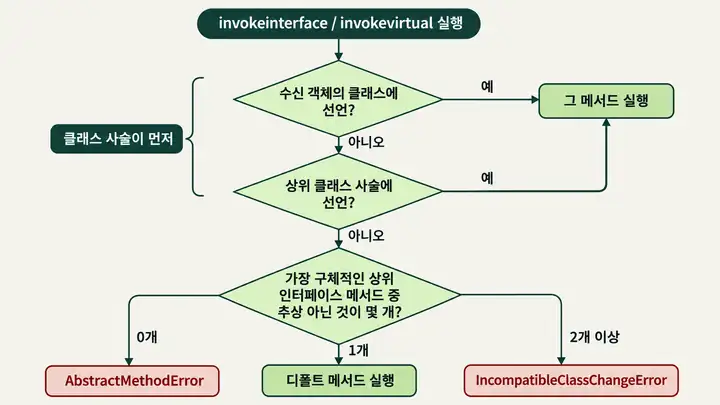 invokeinterface / invokevirtual 실행
수신 객체의 클래스에
선언?
예
그 메서드 실행
클래스 사술이 먼저
아니오
상위 클래스 사술에
선언?
예
아니오
가장 구체적인 상위
인터페이스 메서드 중
추상 아닌 것이 몇 개?
0개
1개
2개 이상
AbstractMethodError
디폴트 메서드 실행
IncompatibleClassChangeError